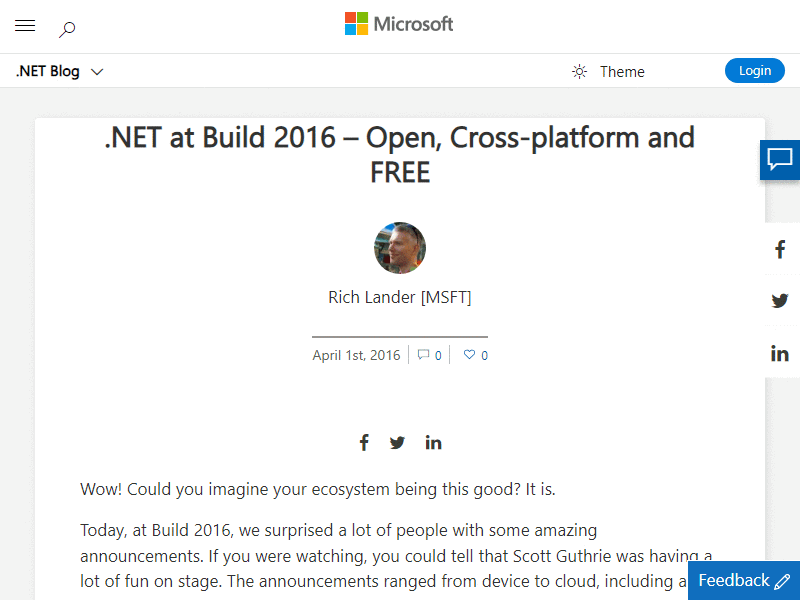 Microsoft
.NET Blog
Theme
Login
.NET at Build 2016 – Open, Cross-platform and
FREE
Rich Lander [MSFT]
April 1st, 2016
0
0
Wow! Could you imagine your ecosystem being this good? It is.
Today, at Build 2016, we surprised a lot of people with some amazing
announcements. If you were watching, you could tell that Scott Guthrie was having a
lot of fun on stage. The announcements ranged from device to cloud, including a
Feedback